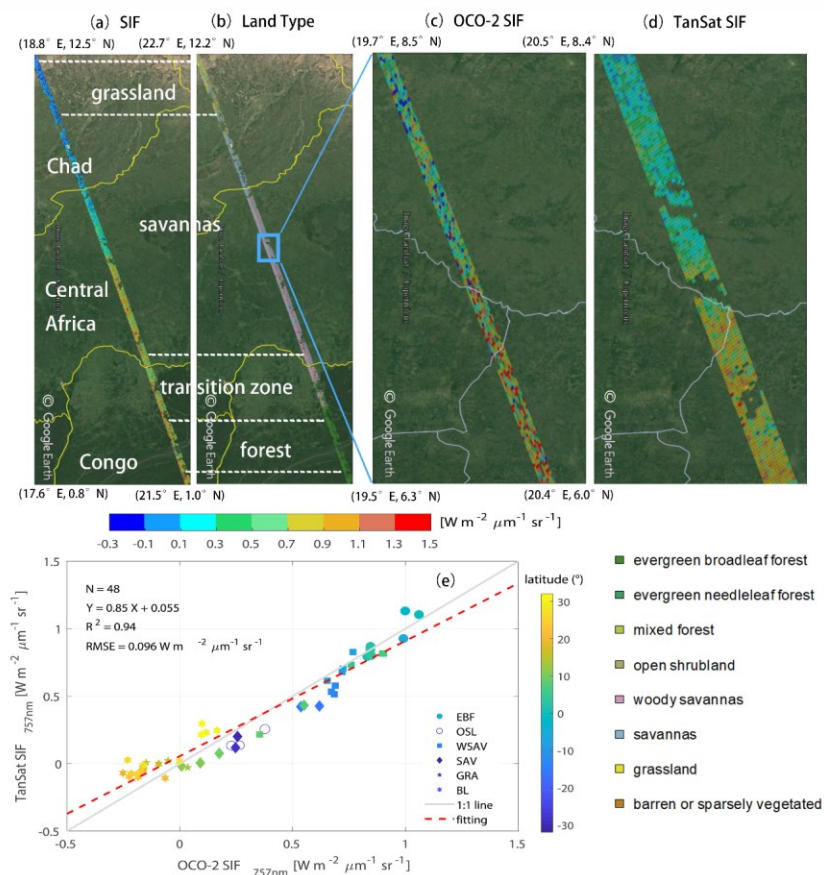 (a) SIF
(b) Land Type
(c) OCO-2 SIF
(d) TanSat SIF
(18.8° E, 12.5° N)
(22.7° E, 12.2° N)
(19.7° E, 8.5° N)
(20.5° E, 8..4° N)
grassland
Chad
savannas
Central
Africa
transition zone
forest
Congo
© Google Earth
© Google Earth
© Google Earth
© Google Earth
(17.6° E, 0.8° N)
(21.5° E, 1.0° N)
(19.5° E, 6.3° N)
(20.4° E, 6.0° N)
-0.3 -0.1 0.1 0.3 0.5 0.7 0.9 1.1 1.3 1.5
[W m⁻² μm⁻¹ sr⁻¹]
(e)
N = 48
Y = 0.85 X + 0.055
R² = 0.94
RMSE = 0.096 W m⁻² μm⁻¹ sr⁻¹
TanSat SIF 757nm [W m⁻² μm⁻¹ sr⁻¹]
1.5
1
0.5
0
-0.5
-0.5 0 0.5 1 1.5
OCO-2 SIF 757nm [W m⁻² μm⁻¹ sr⁻¹]
EBF
OSL
WSAV
SAV
GRA
BL
1:1 line
fitting
latitude (°)
30
20
10
0
-10
-20
-30
evergreen broadleaf forest
evergreen needleleaf forest
mixed forest
open shrubland
woody savannas
savannas
grassland
barren or sparsely vegetated